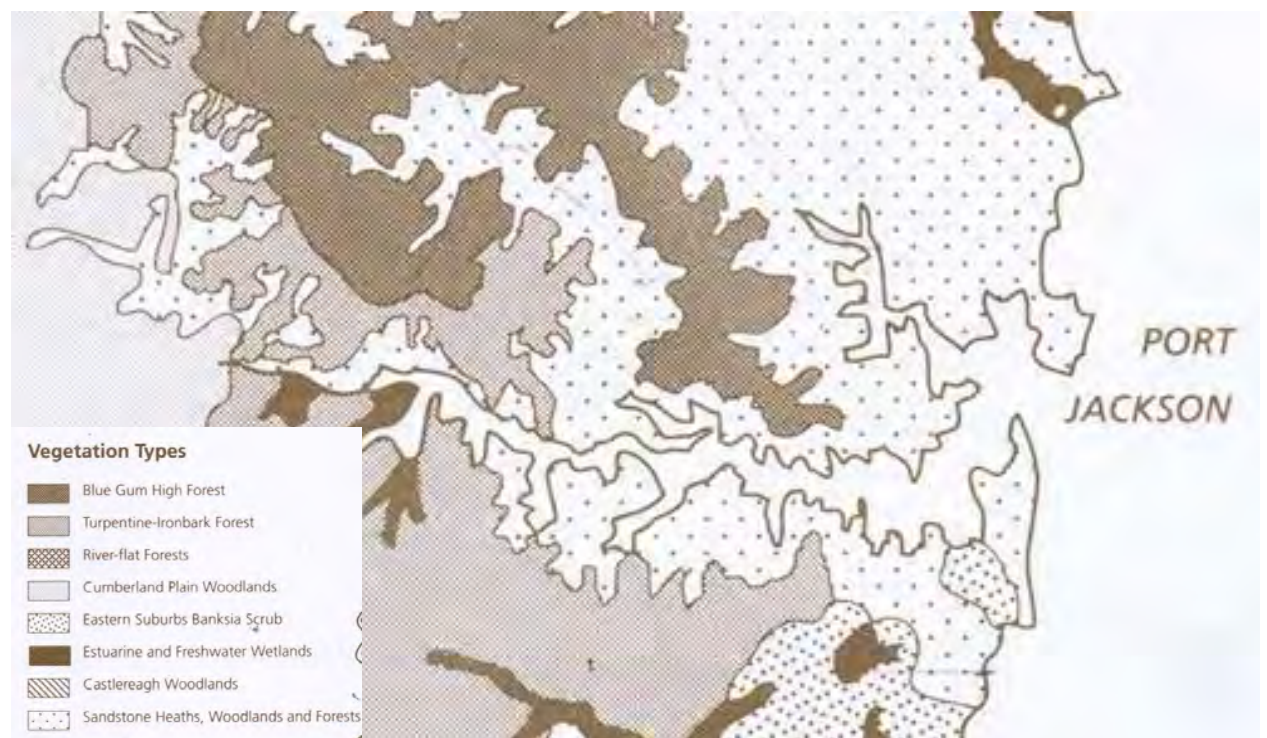 PORT
JACKSON
Vegetation Types
Blue Gum High Forest
Turpentine-Ironbark Forest
River-flat Forests
Cumberland Plain Woodlands
Eastern Suburbs Banksia Scrub
Estuarine and Freshwater Wetlands
Castlereagh Woodlands
Sandstone Heaths, Woodlands and Forests